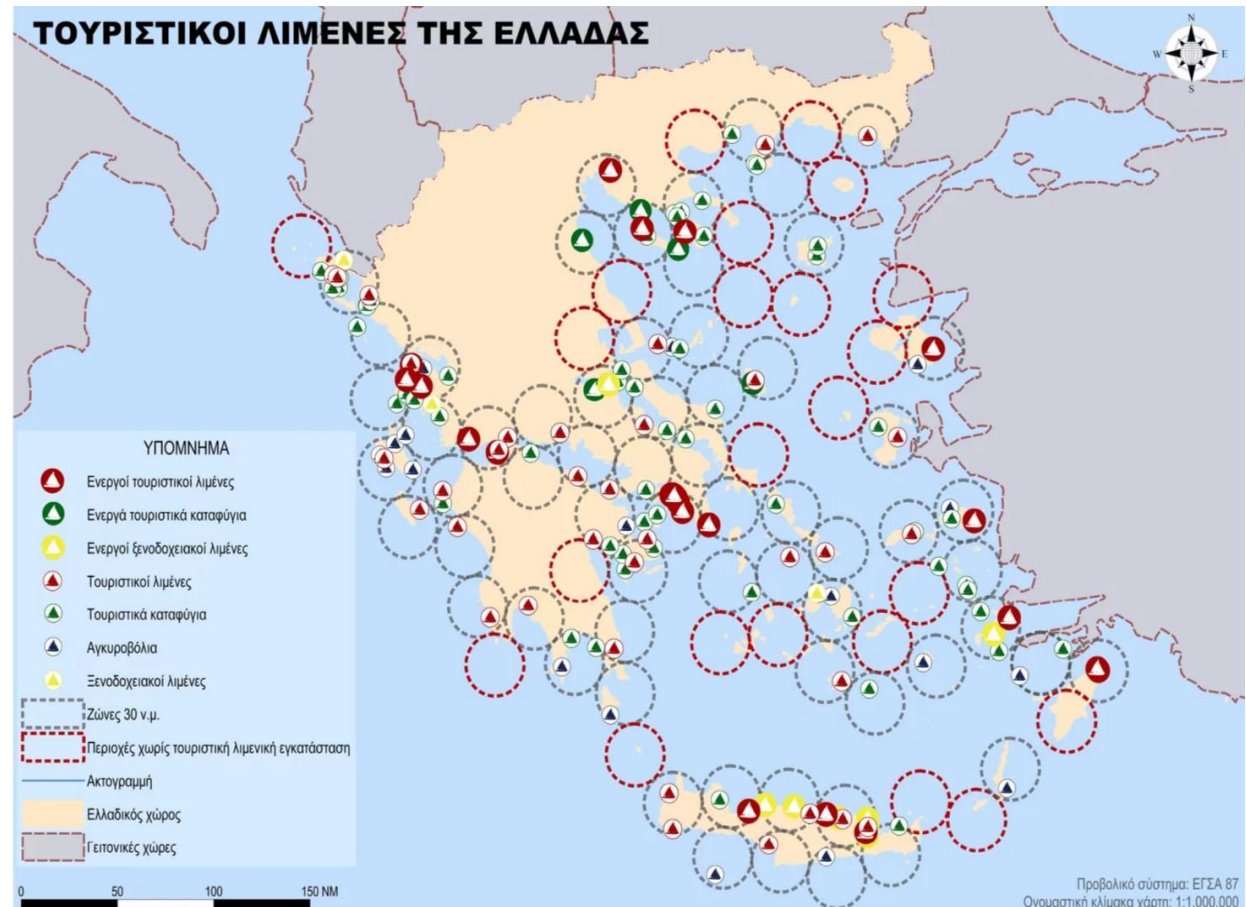 ΤΟΥΡΙΣΤΙΚΟΙ ΛΙΜΕΝΕΣ ΤΗΣ ΕΛΛΑΔΑΣ
N
W E
S
ΥΠΟΜΝΗΜΑ
Ενεργοί τουριστικοί λιμένες
Ενεργά τουριστικά καταφύγια
Ενεργοί ξενοδοχειακοί λιμένες
Τουριστικοί λιμένες
Τουριστικά καταφύγια
Αγκυροβόλια
Ξενοδοχειακοί λιμένες
Ζώνες 30 ν.μ.
Περιοχές χωρίς τουριστική λιμενική εγκατάσταση
Ακτογραμμή
Ελλαδικός χώρος
Γειτονικές χώρες
0 50 100 150 NM
Προβολικό σύστημα: ΕΓΣΑ 87
Ονομαστική κλίμακα χάρτη: 1:1.000.000